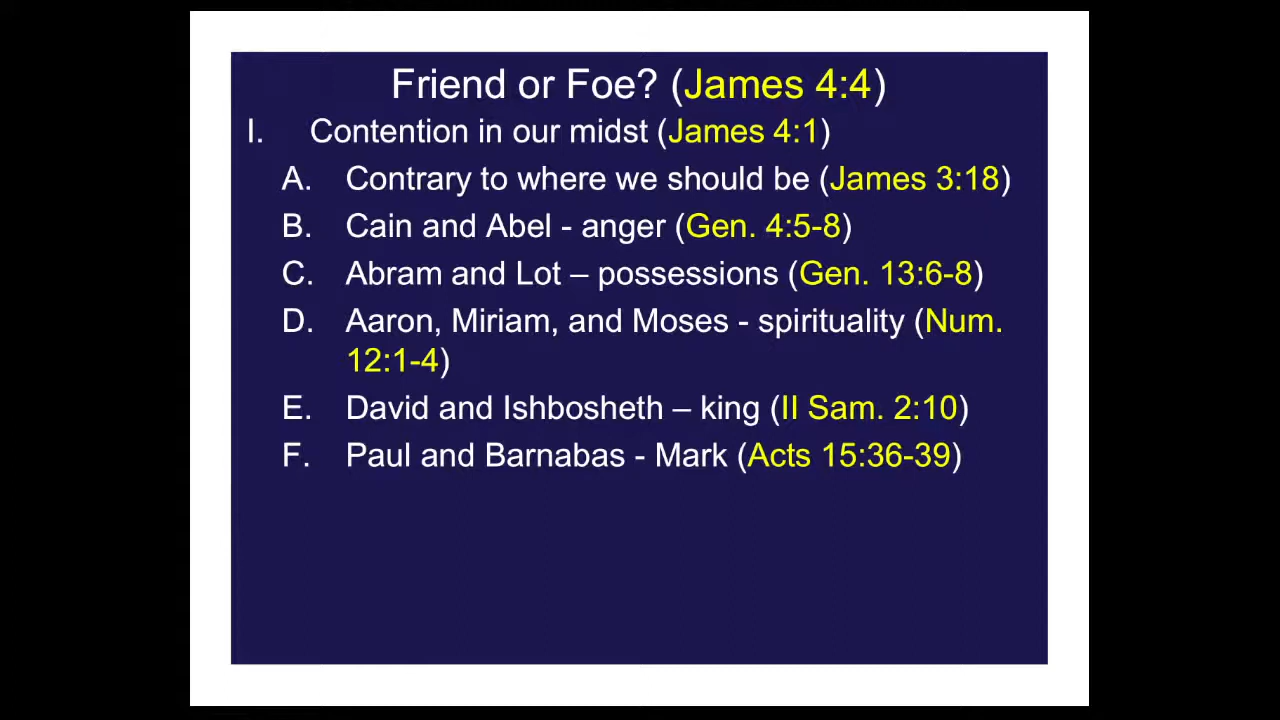 Friend or Foe? (James 4:4)
I. Contention in our midst (James 4:1)
A. Contrary to where we should be (James 3:18)
B. Cain and Abel - anger (Gen. 4:5-8)
C. Abram and Lot – possessions (Gen. 13:6-8)
D. Aaron, Miriam, and Moses - spirituality (Num.
12:1-4)
E. David and Ishbosheth – king (II Sam. 2:10)
F. Paul and Barnabas - Mark (Acts 15:36-39)